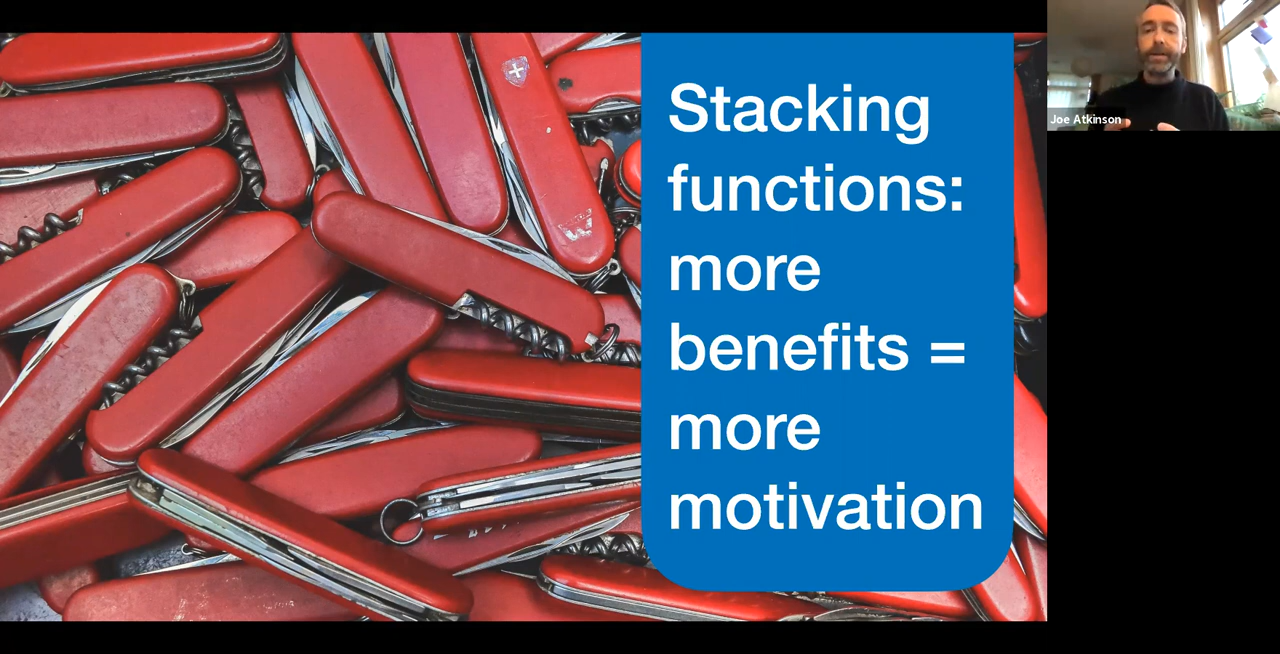 Stacking
functions:
more
benefits =
more
motivation
Joe Atkinson